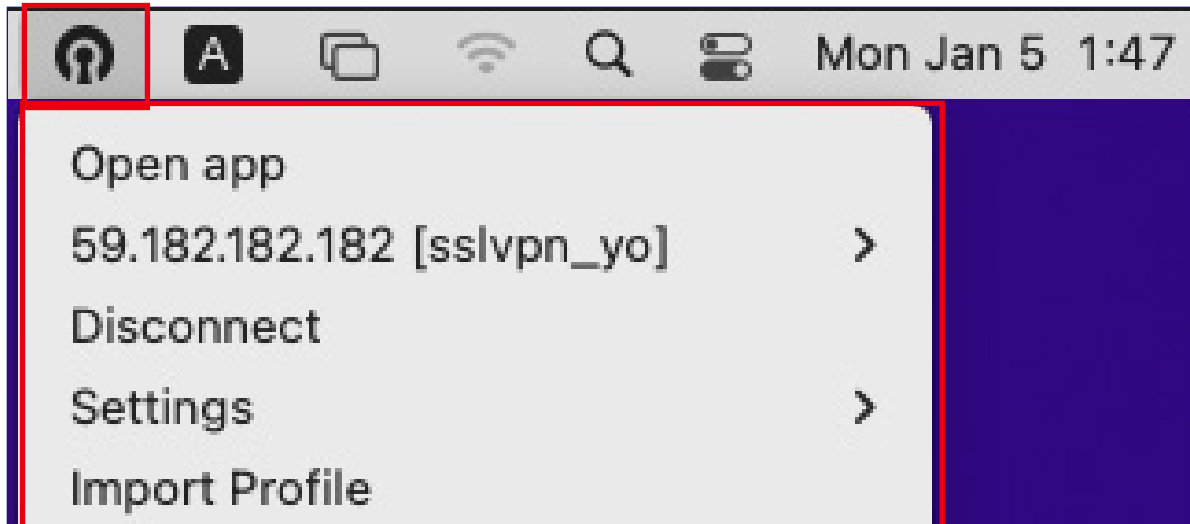 A Mon Jan 5 1:47
Open app
59.182.182.182 [sslvpn_yo]
Disconnect
Settings
Import Profile